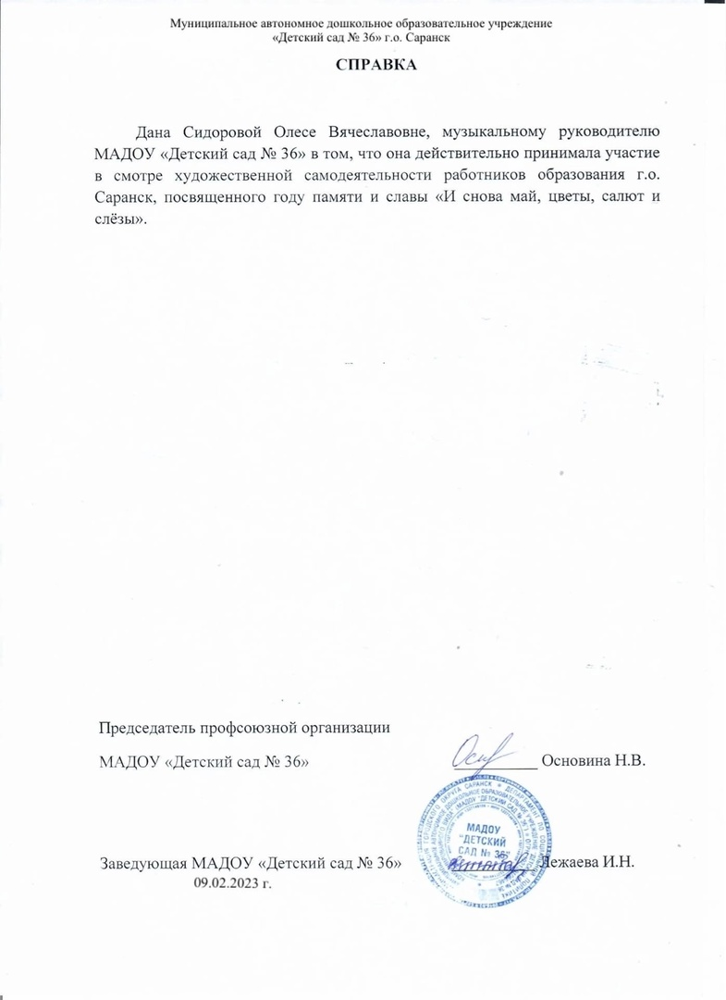 Муниципальное автономное дошкольное образовательное учреждение
«Детский сад № 36» г.о. Саранск
СПРАВКА
Дана Сидоровой Олесе Вячеславовне, музыкальному руководителю
МАДОУ «Детский сад № 36» в том, что она действительно принимала участие
в смотре художественной самодеятельности работников образования г.о.
Саранск, посвященного году памяти и славы «И снова май, цветы, салют и
слёзы».
Председатель профсоюзной организации
МАДОУ «Детский сад № 36» Основина Н.В.
МАДОУ
"ДЕТСКИЙ
САД № 36"
Заведующая МАДОУ «Детский сад № 36» Лежаева И.Н.
09.02.2023 г.